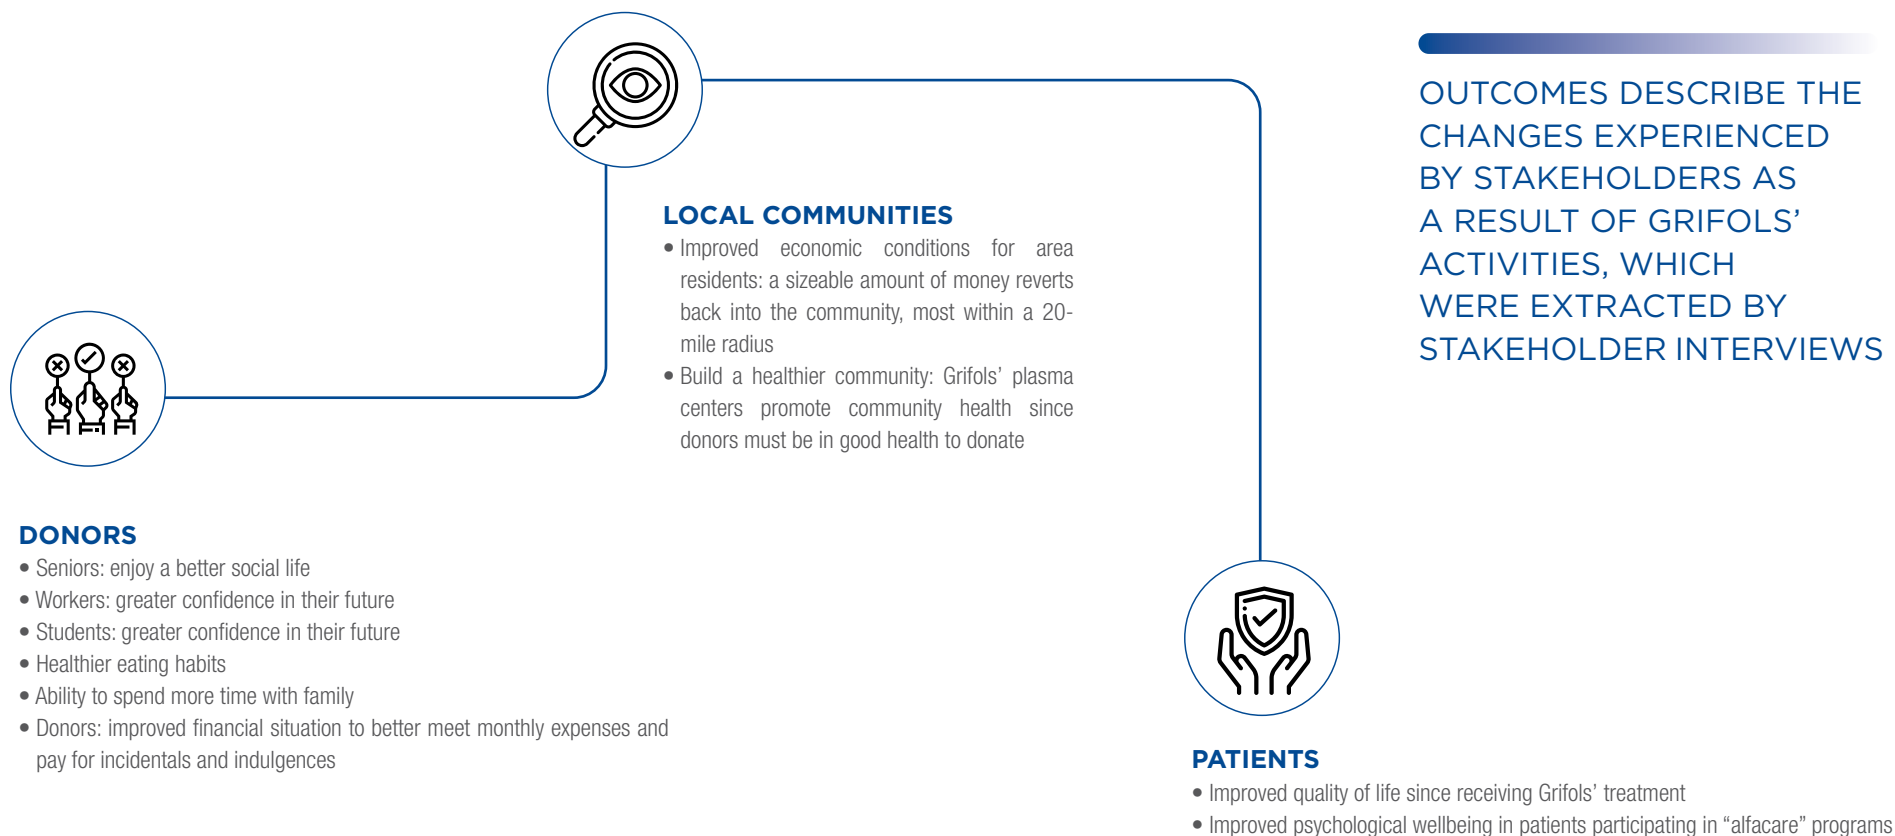 OUTCOMES DESCRIBE THE
CHANGES EXPERIENCED
BY STAKEHOLDERS AS
A RESULT OF GRIFOLS’
ACTIVITIES, WHICH
WERE EXTRACTED BY
STAKEHOLDER INTERVIEWS
LOCAL COMMUNITIES
• Improved economic conditions for area
residents: a sizeable amount of money reverts
back into the community, most within a 20-
mile radius
• Build a healthier community: Grifols’ plasma
centers promote community health since
donors must be in good health to donate
DONORS
• Seniors: enjoy a better social life
• Workers: greater confidence in their future
• Students: greater confidence in their future
• Healthier eating habits
• Ability to spend more time with family
• Donors: improved financial situation to better meet monthly expenses and
pay for incidentals and indulgences
PATIENTS
• Improved quality of life since receiving Grifols’ treatment
• Improved psychological wellbeing in patients participating in “alfacare” programs